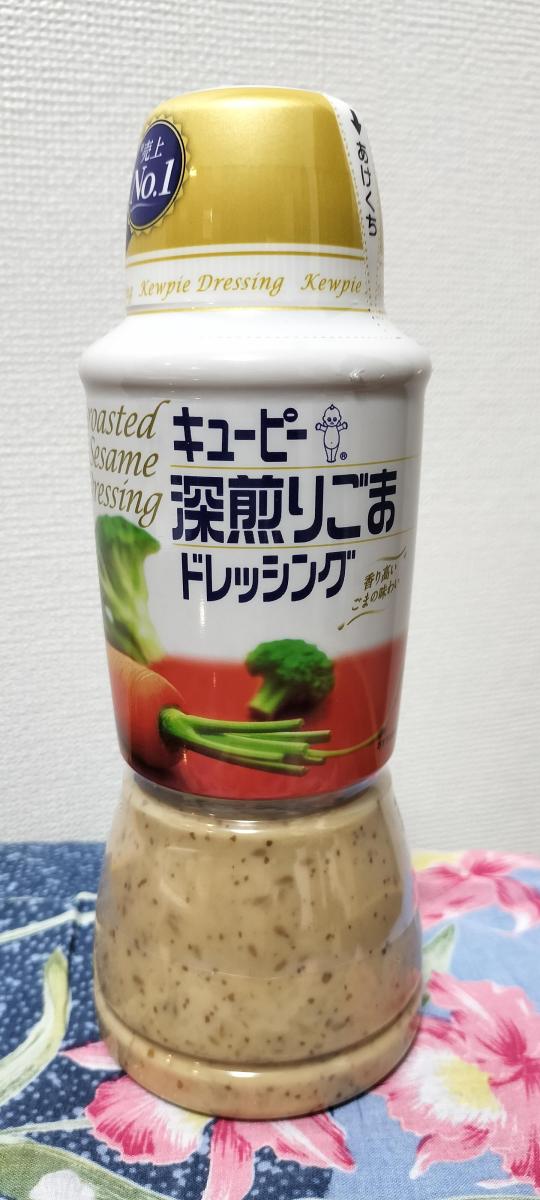 売上
No.1
あけくち
Kewpie Dressing Kewpie
roasted
Sesame
Dressing
キユーピー
®
深煎りごま
ドレッシング
香り高い
ごまの味わい